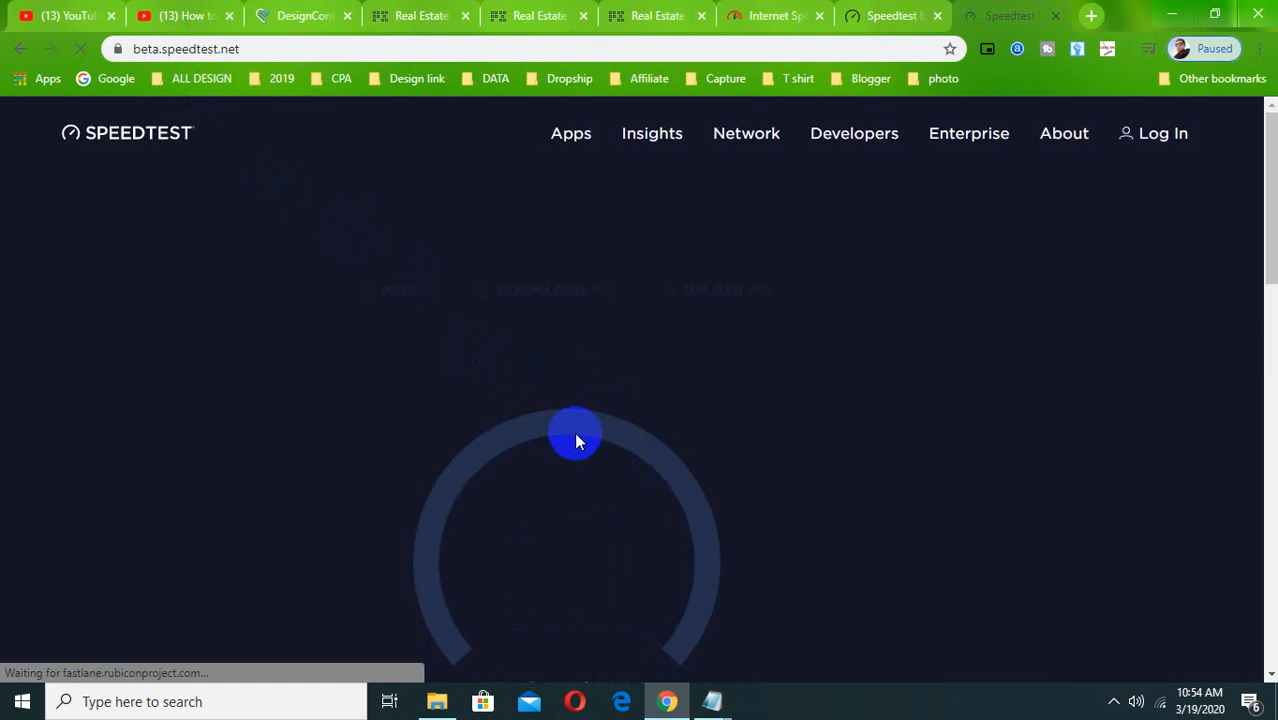 (13) YouTu
(13) How to
DesignCont
Real Estate
Real Estate
Real Estate
Internet Sp
Speedtest
Speedtest
beta.speedtest.net
Paused
Apps
Google
ALL DESIGN
2019
CPA
Design link
DATA
Dropship
Affiliate
Capture
T shirt
Blogger
photo
Other bookmarks
SPEEDTEST
Apps
Insights
Network
Developers
Enterprise
About
Log In
PING
DOWNLOAD
UPLOAD
Waiting for fastlane.rubiconproject.com...
Type here to search
10:54 AM
3/19/2020
6